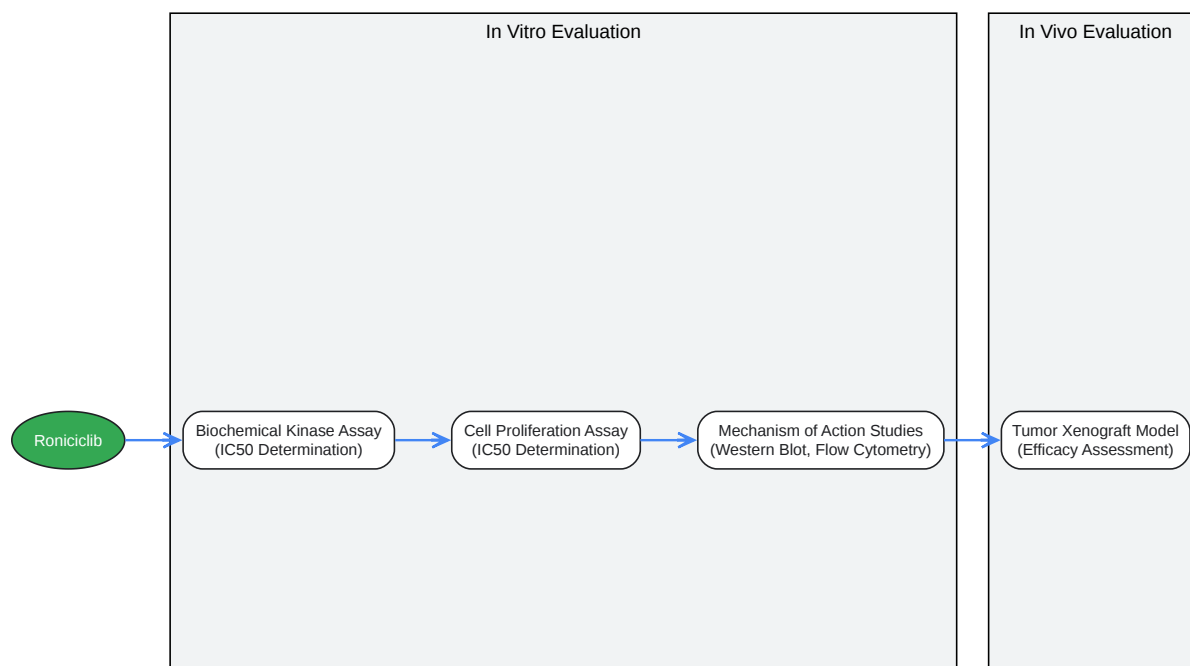 In Vitro Evaluation
In Vivo Evaluation
Roniciclib
Biochemical Kinase Assay
(IC50 Determination)
Cell Proliferation Assay
(IC50 Determination)
Mechanism of Action Studies
(Western Blot, Flow Cytometry)
Tumor Xenograft Model
(Efficacy Assessment)